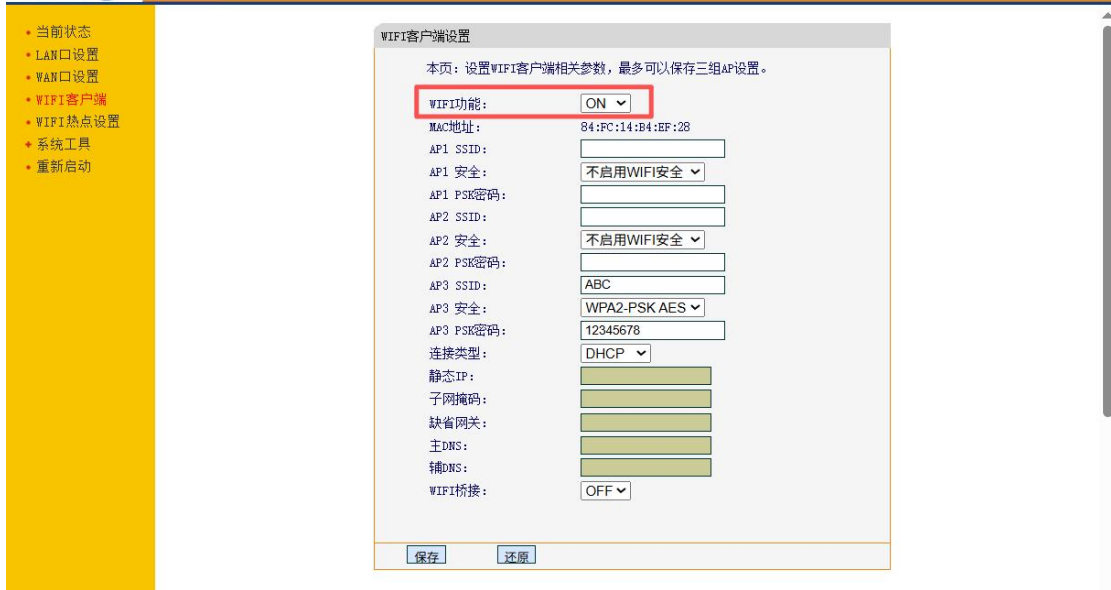 当前状态
LAN口设置
WAN口设置
WIFI客户端
WIFI热点设置
系统工具
重新启动
WIFI客户端设置
本页：设置WIFI客户端相关参数，最多可以保存三组AP设置。
WIFI功能： ON
MAC地址： 84:FC:14:B4:EF:28
AP1 SSID：
AP1 安全： 不启用WIFI安全
AP1 PSK密码：
AP2 SSID：
AP2 安全： 不启用WIFI安全
AP2 PSK密码：
AP3 SSID： ABC
AP3 安全： WPA2-PSK AES
AP3 PSK密码： 12345678
连接类型： DHCP
静态IP：
子网掩码：
缺省网关：
主DNS：
辅DNS：
WIFI桥接： OFF
保存 还原